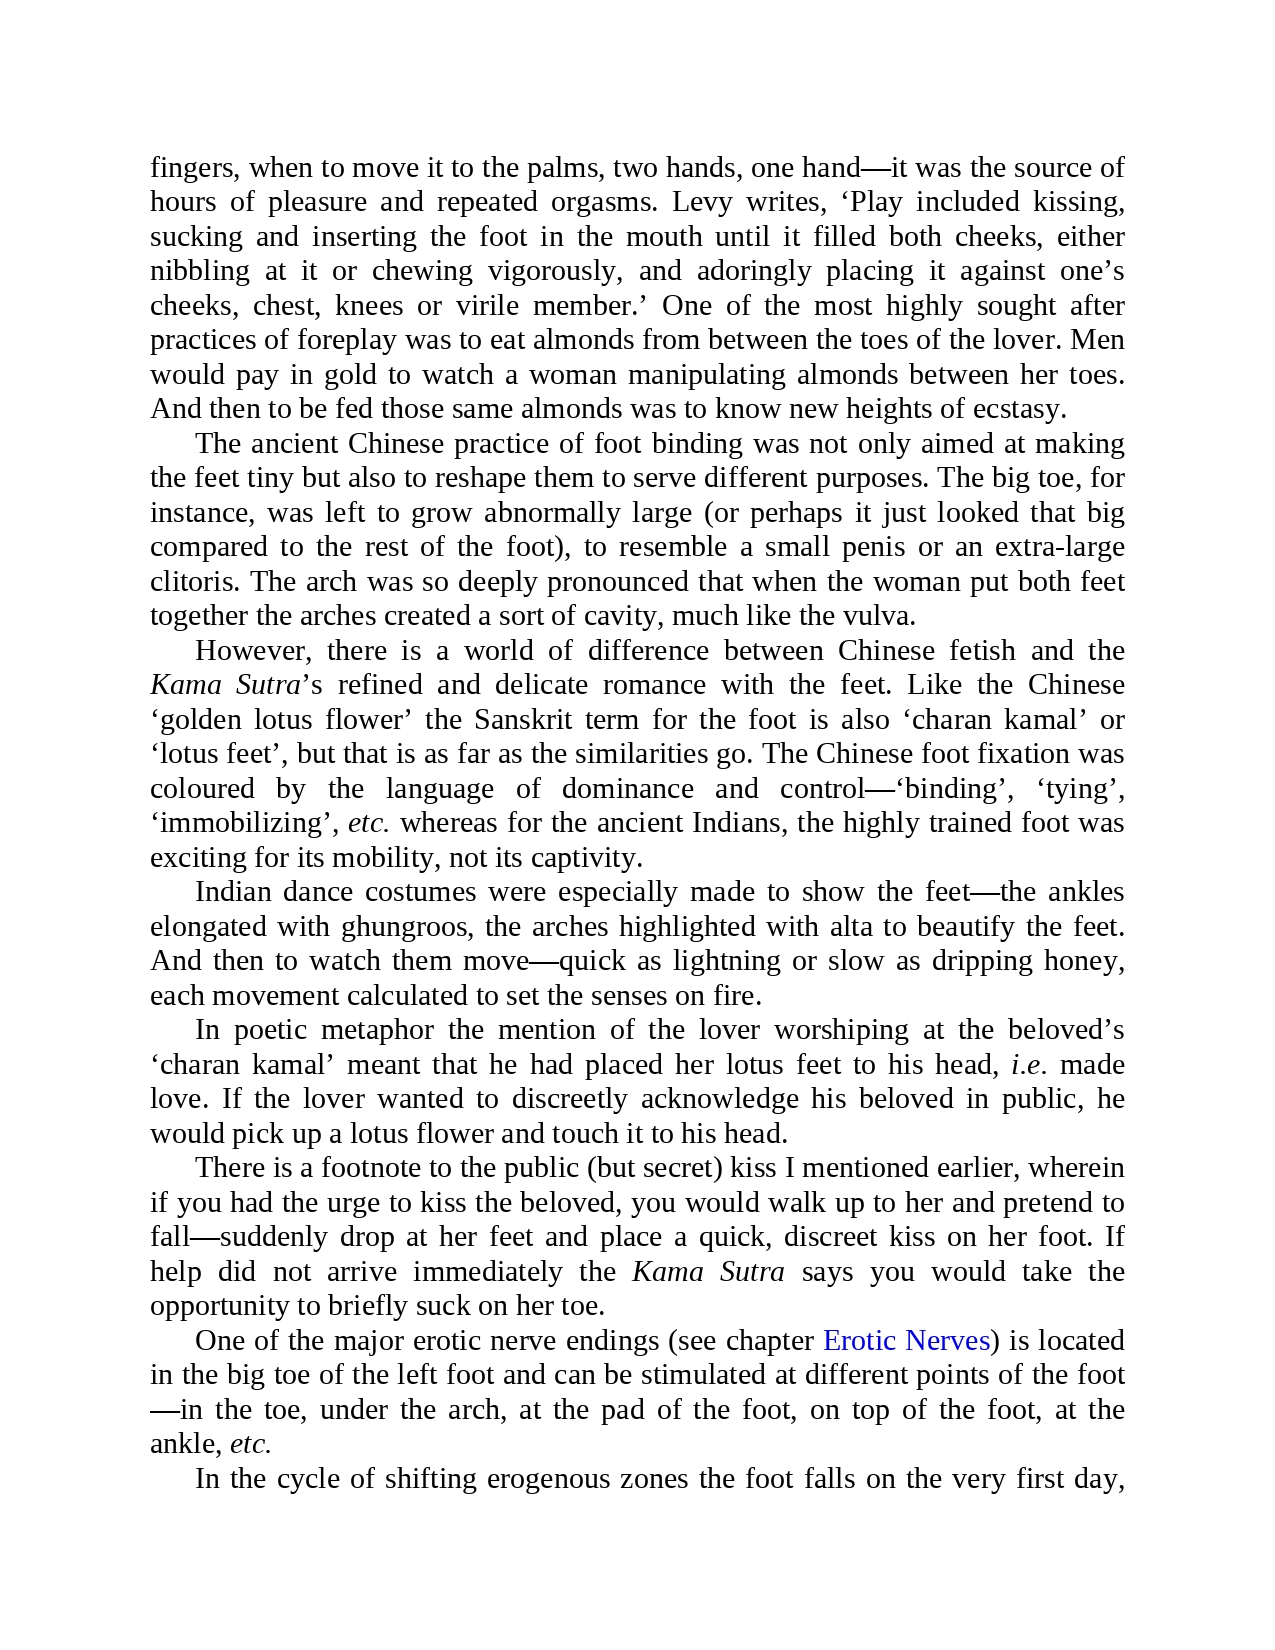 fingers, when to move it to the palms, two hands, one hand—it was the source of
hours of pleasure and repeated orgasms. Levy writes, ‘Play included kissing,
sucking and inserting the foot in the mouth until it filled both cheeks, either
nibbling at it or chewing vigorously, and adoringly placing it against one’s
cheeks, chest, knees or virile member.’ One of the most highly sought after
practices of foreplay was to eat almonds from between the toes of the lover. Men
would pay in gold to watch a woman manipulating almonds between her toes.
And then to be fed those same almonds was to know new heights of ecstasy.
The ancient Chinese practice of foot binding was not only aimed at making
the feet tiny but also to reshape them to serve different purposes. The big toe, for
instance, was left to grow abnormally large (or perhaps it just looked that big
compared to the rest of the foot), to resemble a small penis or an extra-large
clitoris. The arch was so deeply pronounced that when the woman put both feet
together the arches created a sort of cavity, much like the vulva.
However, there is a world of difference between Chinese fetish and the
Kama Sutra’s refined and delicate romance with the feet. Like the Chinese
‘golden lotus flower’ the Sanskrit term for the foot is also ‘charan kamal’ or
‘lotus feet’, but that is as far as the similarities go. The Chinese foot fixation was
coloured by the language of dominance and control—‘binding’, ‘tying’,
‘immobilizing’, etc. whereas for the ancient Indians, the highly trained foot was
exciting for its mobility, not its captivity.
Indian dance costumes were especially made to show the feet—the ankles
elongated with ghungroos, the arches highlighted with alta to beautify the feet.
And then to watch them move—quick as lightning or slow as dripping honey,
each movement calculated to set the senses on fire.
In poetic metaphor the mention of the lover worshiping at the beloved’s
‘charan kamal’ meant that he had placed her lotus feet to his head, i.e. made
love. If the lover wanted to discreetly acknowledge his beloved in public, he
would pick up a lotus flower and touch it to his head.
There is a footnote to the public (but secret) kiss I mentioned earlier, wherein
if you had the urge to kiss the beloved, you would walk up to her and pretend to
fall—suddenly drop at her feet and place a quick, discreet kiss on her foot. If
help did not arrive immediately the Kama Sutra says you would take the
opportunity to briefly suck on her toe.
One of the major erotic nerve endings (see chapter Erotic Nerves) is located
in the big toe of the left foot and can be stimulated at different points of the foot
—in the toe, under the arch, at the pad of the foot, on top of the foot, at the
ankle, etc.
In the cycle of shifting erogenous zones the foot falls on the very first day,